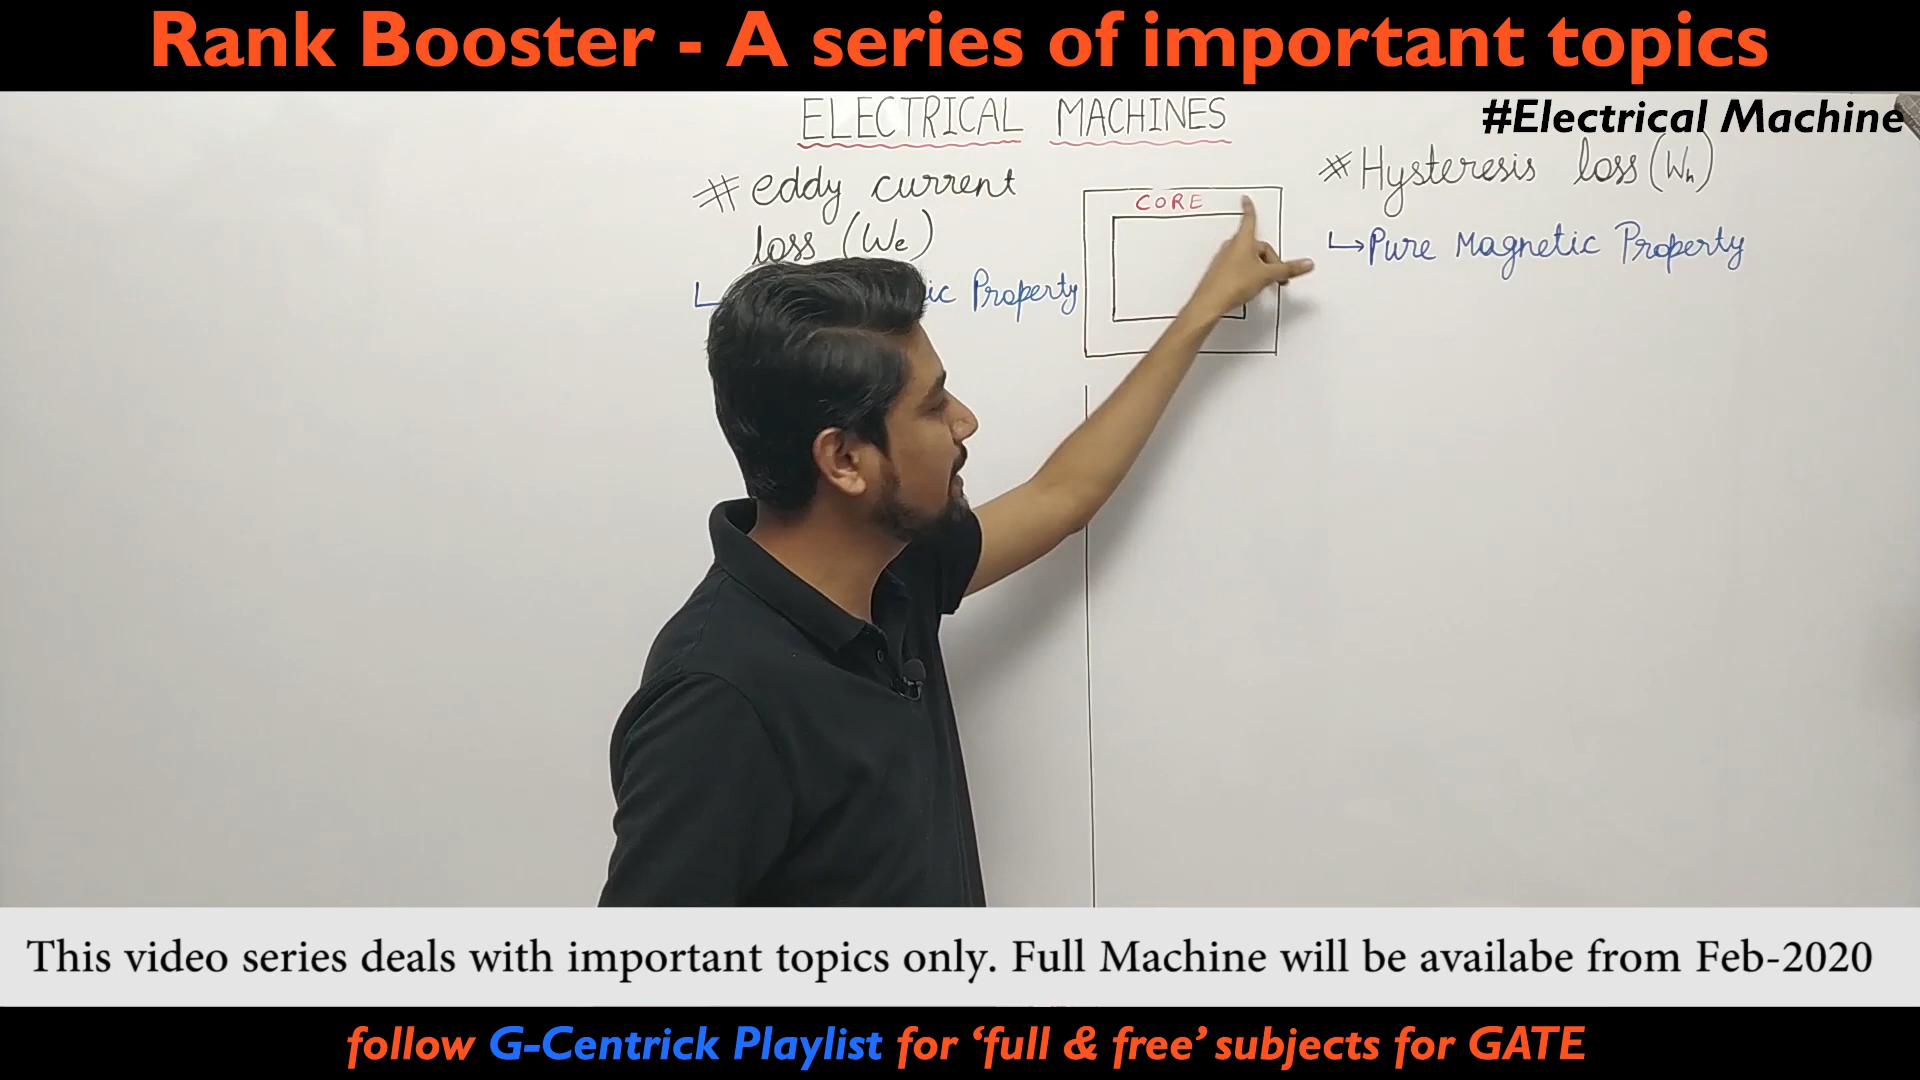 Rank Booster - A series of important topics
ELECTRICAL MACHINES
#Electrical Machine
# eddy current
loss (We)
ic Property
CORE
# Hysteresis loss (Wh)
↳ Pure Magnetic Property
This video series deals with important topics only. Full Machine will be availabe from Feb-2020
follow G-Centrick Playlist for ‘full & free’ subjects for GATE